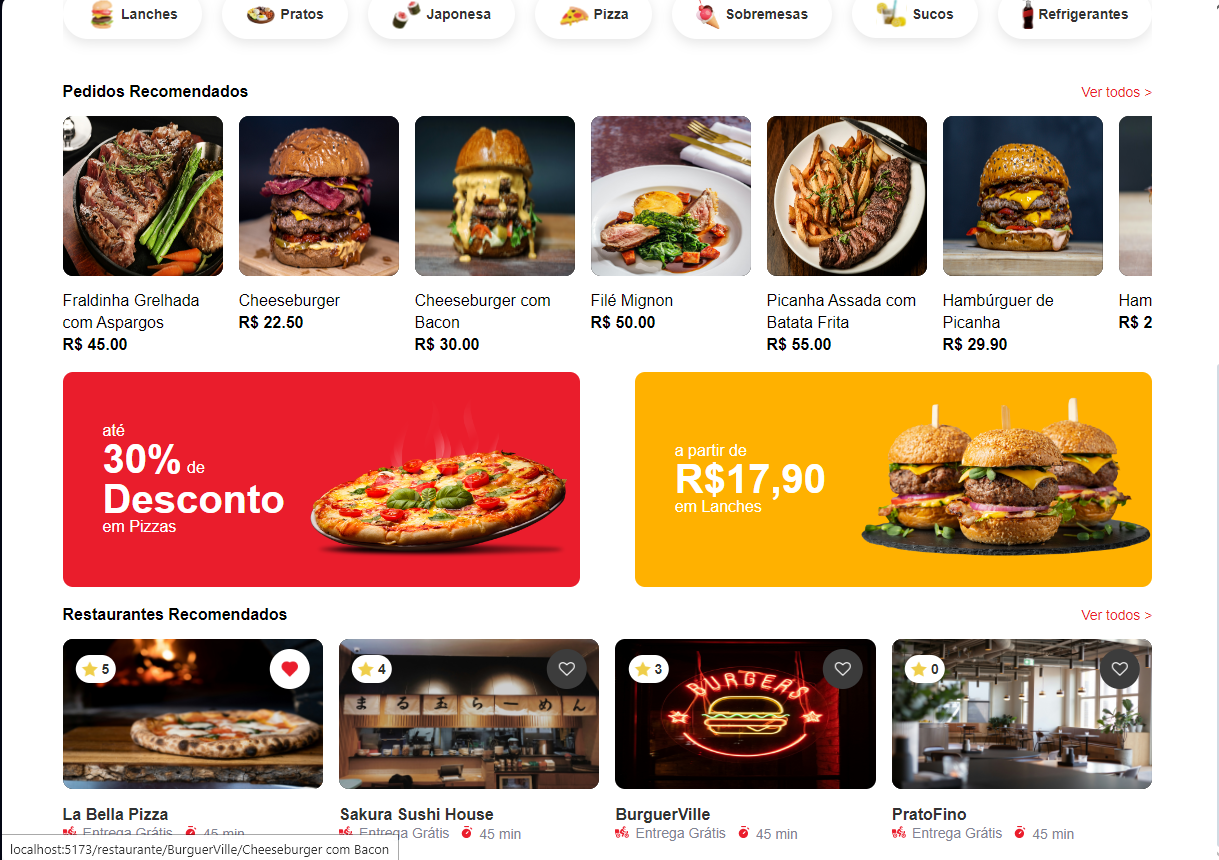 Lanches
Pratos
Japonesa
Pizza
Sobremesas
Sucos
Refrigerantes
Pedidos Recomendados
Ver todos >
Fraldinha Grelhada
com Aspargos
R$ 45.00
Cheeseburger
R$ 22.50
Cheeseburger com
Bacon
R$ 30.00
Filé Mignon
R$ 50.00
Picanha Assada com
Batata Frita
R$ 55.00
Hambúrguer de
Picanha
R$ 29.90
Ham
R$ 2
até
30% de
Desconto
em Pizzas
a partir de
R$17,90
em Lanches
Restaurantes Recomendados
Ver todos >
5
4
まる玉らーめん
3
BURGERS
0
La Bella Pizza
Entrega Grátis 45 min
Sakura Sushi House
Entrega Grátis 45 min
BurguerVille
Entrega Grátis 45 min
PratoFino
Entrega Grátis 45 min
localhost:5173/restaurante/BurguerVille/Cheeseburger com Bacon